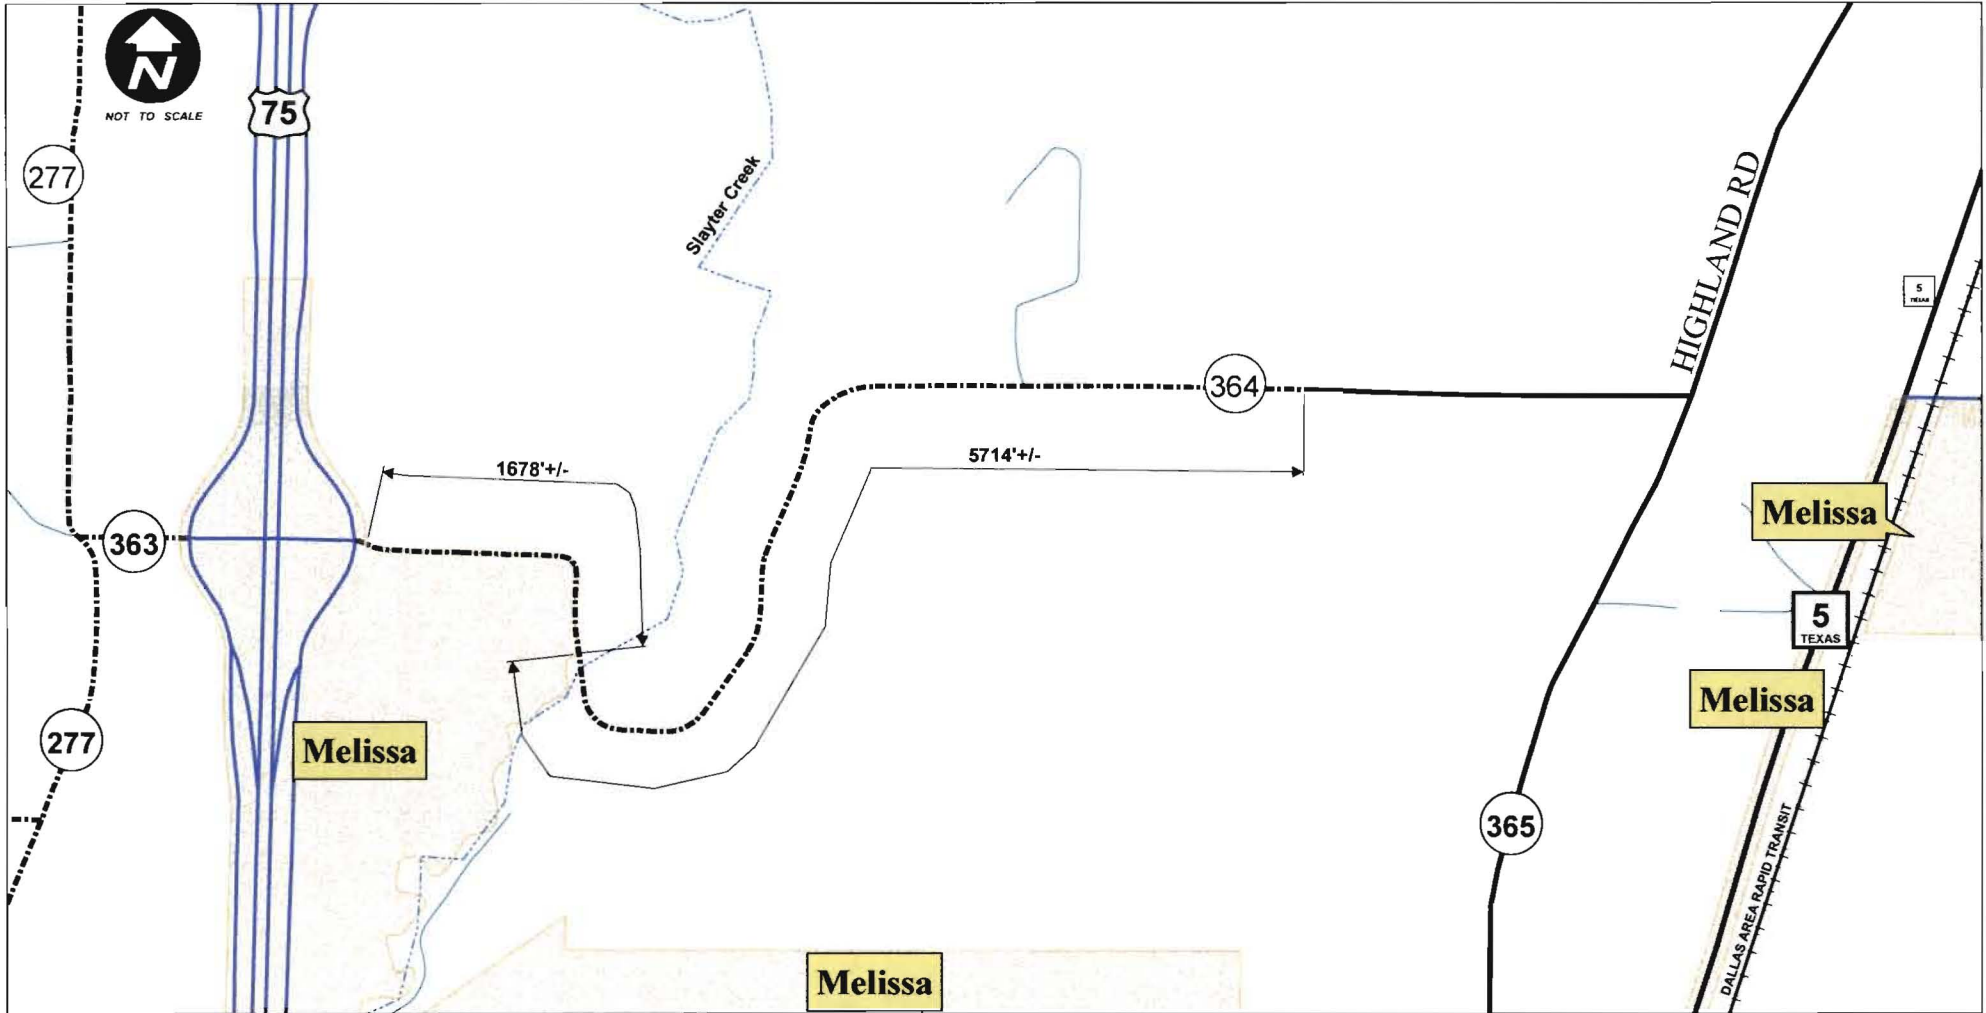 N
NOT TO SCALE
75
277
Slayter Creek
HIGHLAND RD
5
TEXAS
364
1678'+/-
5714'+/-
Melissa
363
5
TEXAS
Melissa
277
Melissa
365
DALLAS AREA RAPID TRANSIT
Melissa